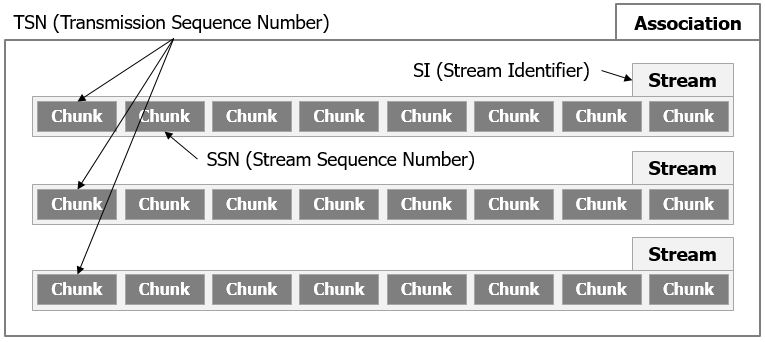 TSN (Transmission Sequence Number)
Association
SI (Stream Identifier)
Stream
Chunk Chunk Chunk Chunk Chunk Chunk Chunk Chunk
SSN (Stream Sequence Number)
Stream
Chunk Chunk Chunk Chunk Chunk Chunk Chunk Chunk
Stream
Chunk Chunk Chunk Chunk Chunk Chunk Chunk Chunk